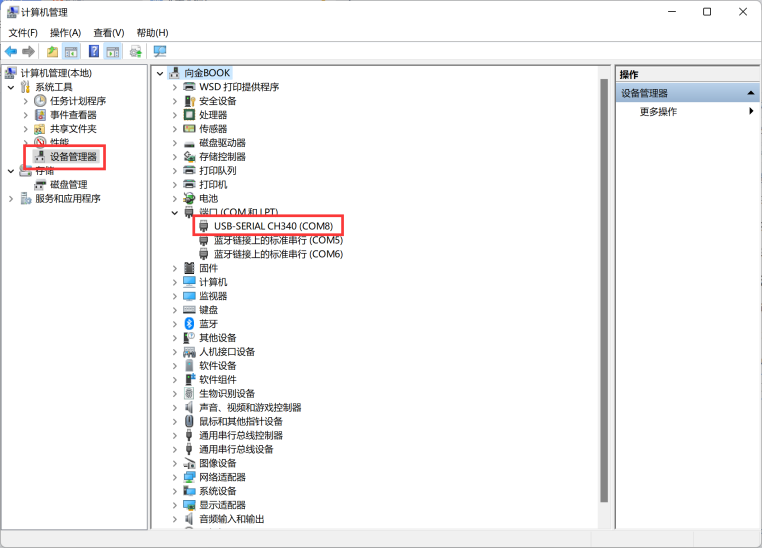 计算机管理
文件(F) 操作(A) 查看(V) 帮助(H)
计算机管理(本地)
系统工具
任务计划程序
事件查看器
共享文件夹
性能
设备管理器
存储
磁盘管理
服务和应用程序
向金BOOK
WSD 打印提供程序
安全设备
处理器
传感器
磁盘驱动器
存储控制器
打印队列
打印机
电池
端口 (COM 和 LPT)
USB-SERIAL CH340 (COM8)
蓝牙链接上的标准串行 (COM5)
蓝牙链接上的标准串行 (COM6)
固件
计算机
监视器
键盘
蓝牙
其他设备
人机接口设备
软件设备
软件组件
生物识别设备
声音、视频和游戏控制器
鼠标和其他指针设备
通用串行总线控制器
通用串行总线设备
图像设备
网络适配器
系统设备
显示适配器
音频输入和输出
操作
设备管理器
更多操作